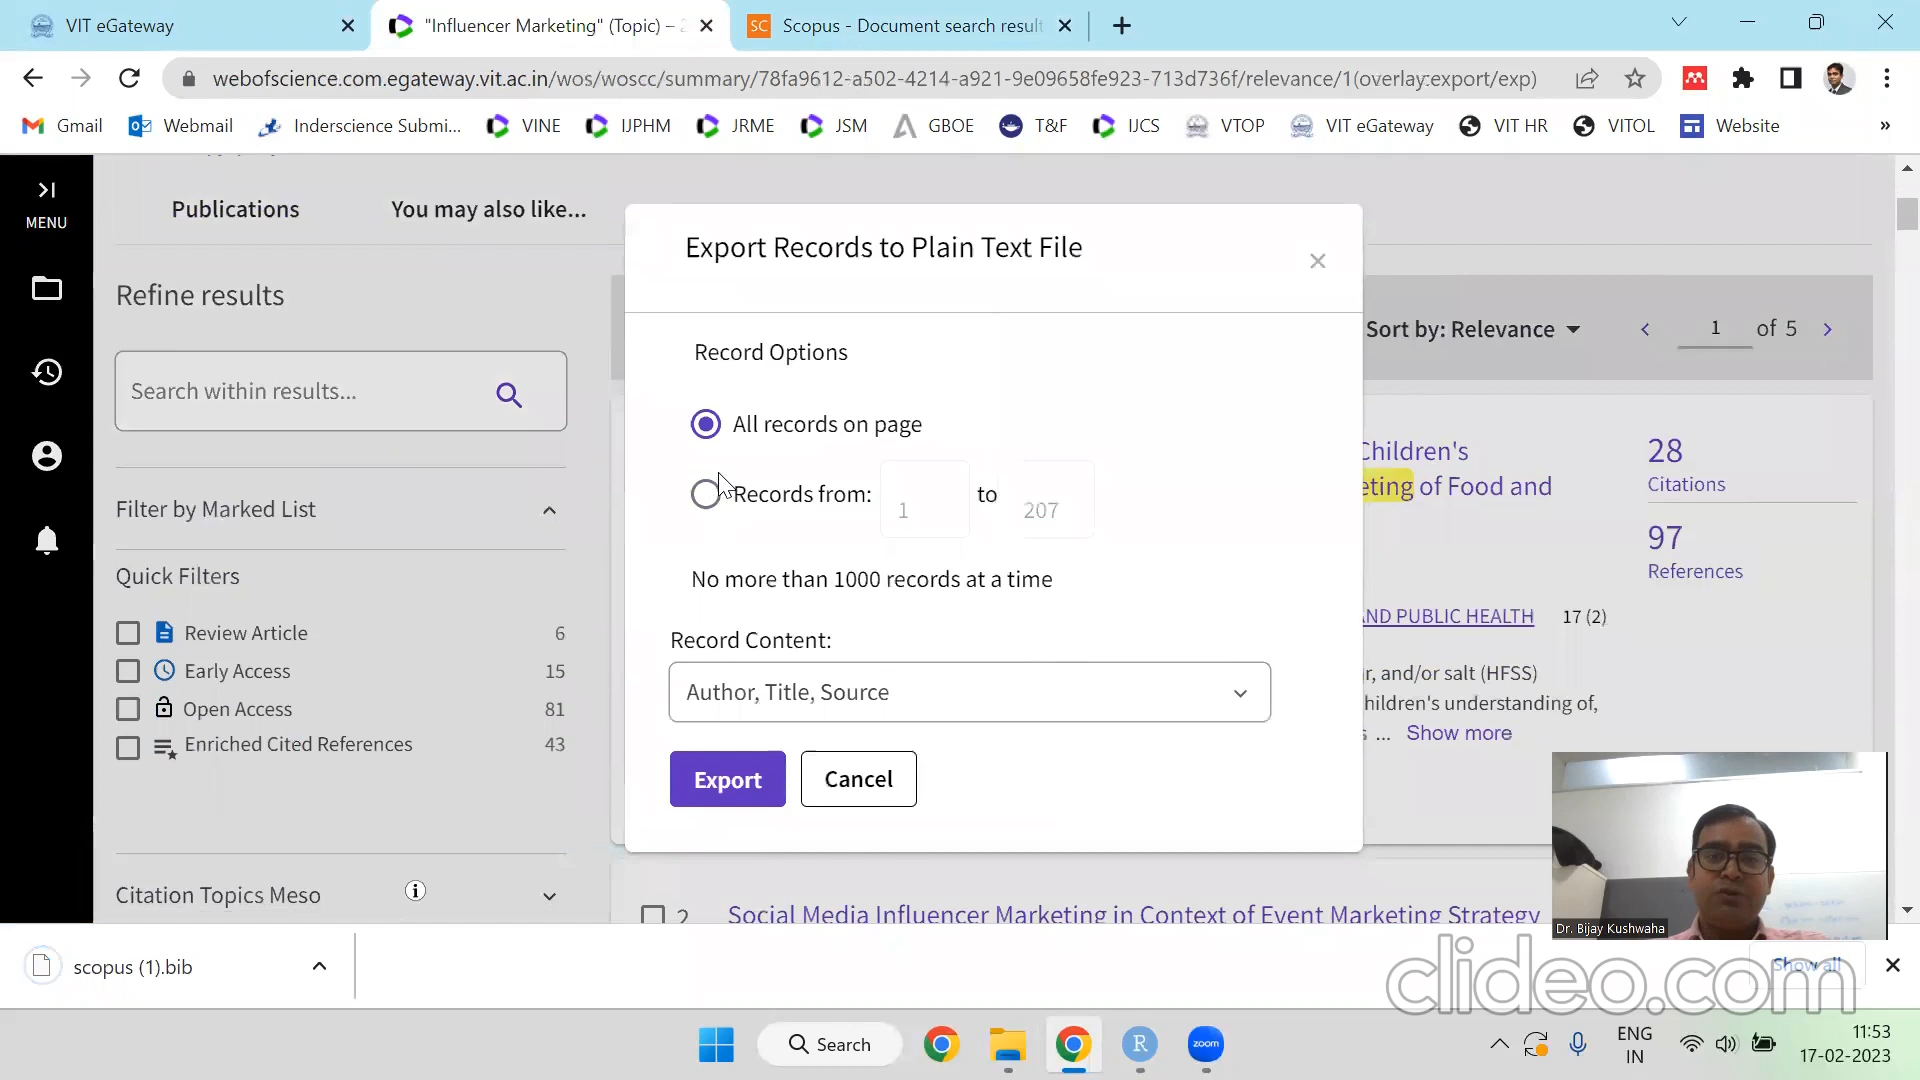 VIT eGateway
"Influencer Marketing" (Topic) – 2
SC Scopus - Document search result
webofscience.com.egateway.vit.ac.in/wos/woscc/summary/78fa9612-a502-4214-a921-9e09658fe923-713d736f/relevance/1(overlay:export/exp)
Gmail Webmail Inderscience Submi... VINE IJPHM JRME JSM GBOE T&F IJCS VTOP VIT eGateway VIT HR VITOL Website »
MENU
Publications You may also like...
Refine results
Search within results...
Filter by Marked List
Quick Filters
Review Article 6
Early Access 15
Open Access 81
Enriched Cited References 43
Citation Topics Meso
Export Records to Plain Text File
Record Options
All records on page
Records from: 1 to 207
No more than 1000 records at a time
Record Content:
Author, Title, Source
Export Cancel
Sort by: Relevance 1 of 5
Children's
eting of Food and
28
Citations
97
References
AND PUBLIC HEALTH 17 (2)
r, and/or salt (HFSS)
hildren's understanding of,
s ... Show more
2 Social Media Influencer Marketing in Context of Event Marketing Strategy
Dr. Bijay Kushwaha
scopus (1).bib
Show all
clideo.com
Search
R
zoom
ENG
IN
11:53
17-02-2023